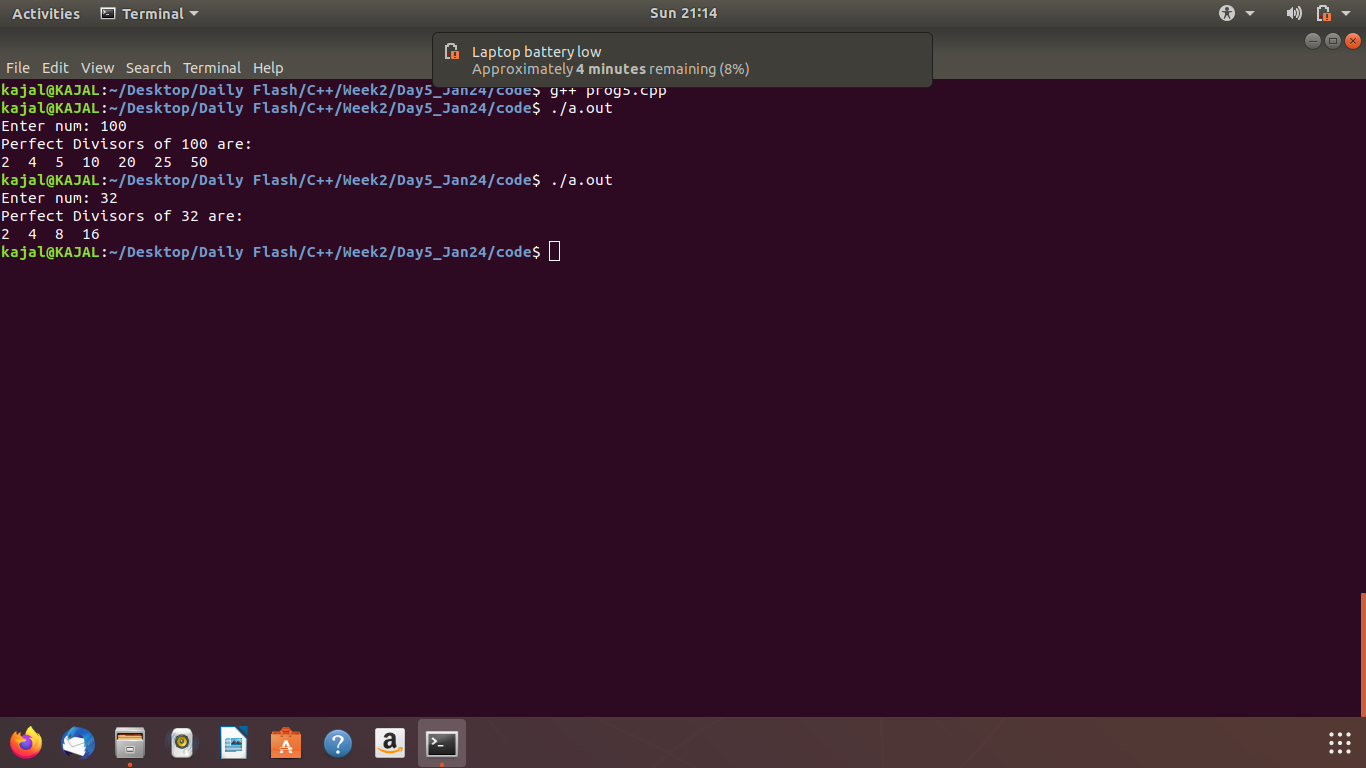 Activities Terminal Sun 21:14
Laptop battery low
Approximately 4 minutes remaining (8%)
File Edit View Search Terminal Help
kajal@KAJAL:~/Desktop/Daily Flash/C++/Week2/Day5_Jan24/code$ g++ prog5.cpp
kajal@KAJAL:~/Desktop/Daily Flash/C++/Week2/Day5_Jan24/code$ ./a.out
Enter num: 100
Perfect Divisors of 100 are:
2  4  5  10  20  25  50
kajal@KAJAL:~/Desktop/Daily Flash/C++/Week2/Day5_Jan24/code$ ./a.out
Enter num: 32
Perfect Divisors of 32 are:
2  4  8  16
kajal@KAJAL:~/Desktop/Daily Flash/C++/Week2/Day5_Jan24/code$